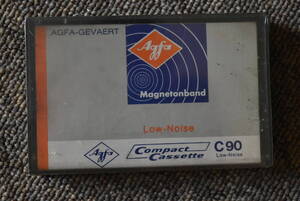 AGFA-GEVAERT
Agfa
Magnetonband
Low-Noise
Agfa
Compact Cassette
C90
Low-Noise